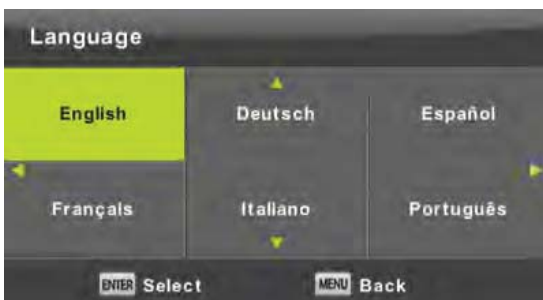 Language
English Deutsch Español
Français Italiano Português
ENTER Select MENU Back